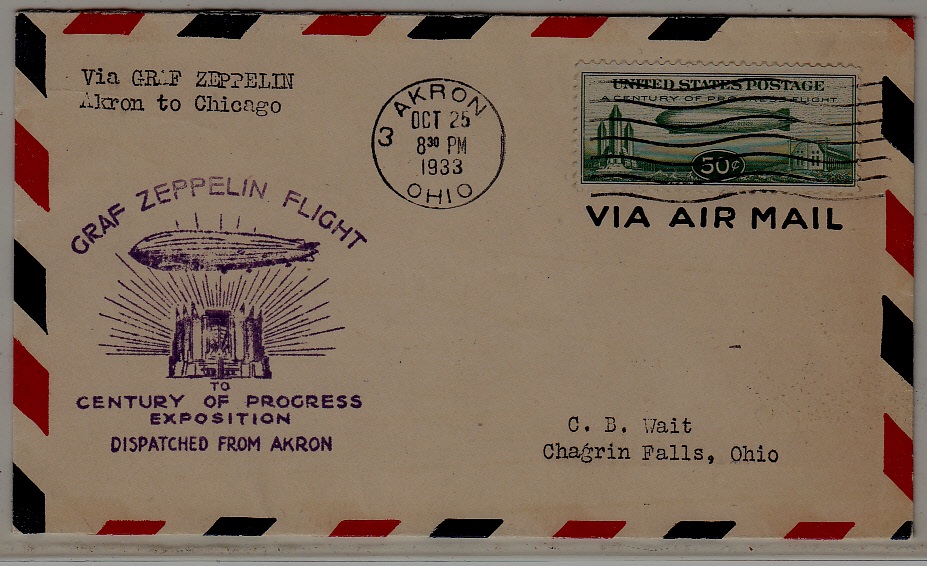 Via GRAF ZEPPELIN
Akron to Chicago
AKRON
OCT 25
8³⁰ PM
1933
OHIO
3
UNITED STATES POSTAGE
A CENTURY OF PROGRESS FLIGHT
50¢
VIA AIR MAIL
GRAF ZEPPELIN FLIGHT
TO
CENTURY OF PROGRESS
EXPOSITION
DISPATCHED FROM AKRON
C. B. Wait
Chagrin Falls, Ohio